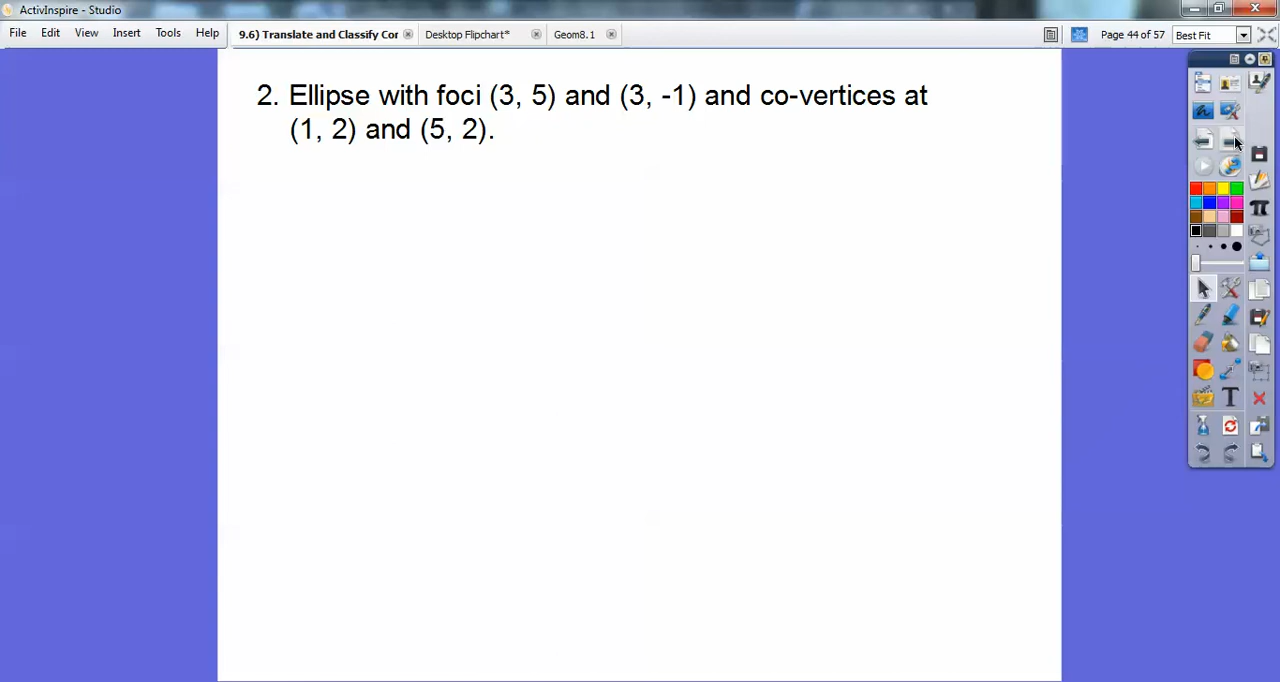 ActivInspire - Studio
File Edit View Insert Tools Help
9.6) Translate and Classify Cor
Desktop Flipchart*
Geom8.1
Page 44 of 57
Best Fit
2. Ellipse with foci (3, 5) and (3, -1) and co-vertices at
(1, 2) and (5, 2).